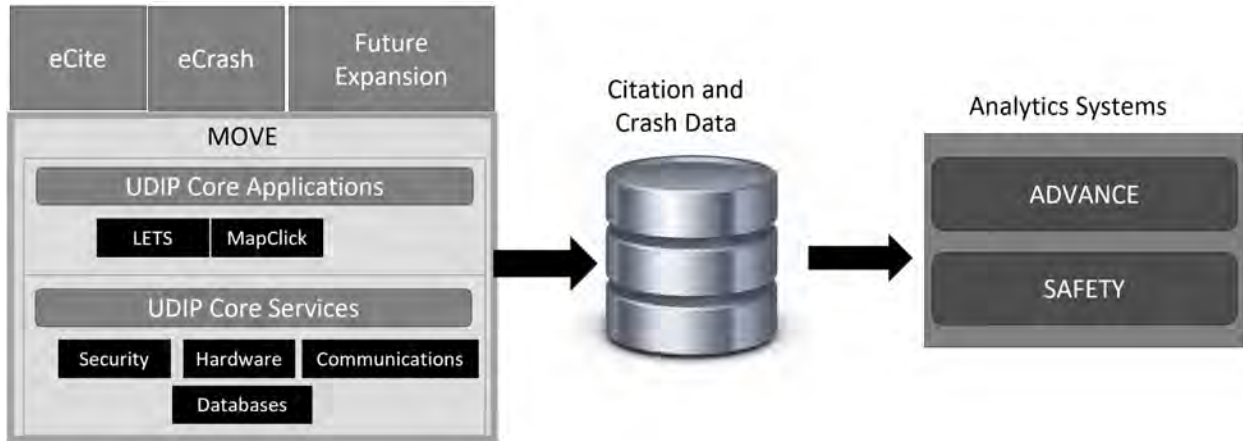 eCite
eCrash
Future
Expansion
MOVE
UDIP Core Applications
LETS
MapClick
UDIP Core Services
Security
Hardware
Communications
Databases
Citation and
Crash Data
Analytics Systems
ADVANCE
SAFETY